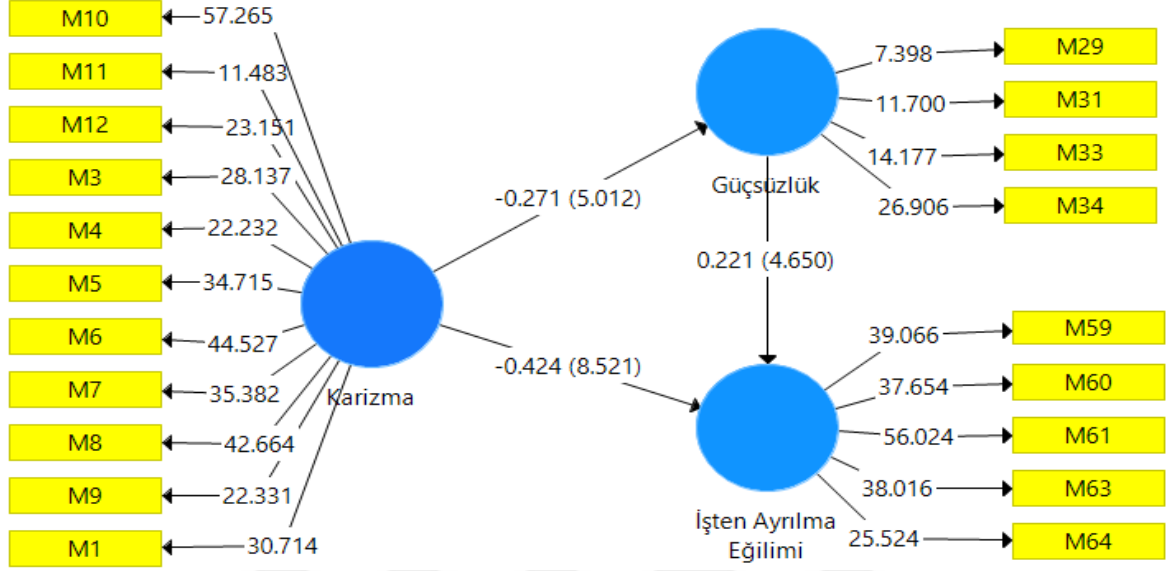 M10
57.265
M11
11.483
M12
23.151
M3
28.137
M4
22.232
M5
34.715
M6
44.527
M7
35.382
M8
42.664
M9
22.331
M1
30.714
Karizma
-0.271 (5.012)
-0.424 (8.521)
Güçsüzlük
0.221 (4.650)
İşten Ayrılma
Eğilimi
7.398
M29
11.700
M31
14.177
M33
26.906
M34
39.066
M59
37.654
M60
56.024
M61
38.016
M63
25.524
M64